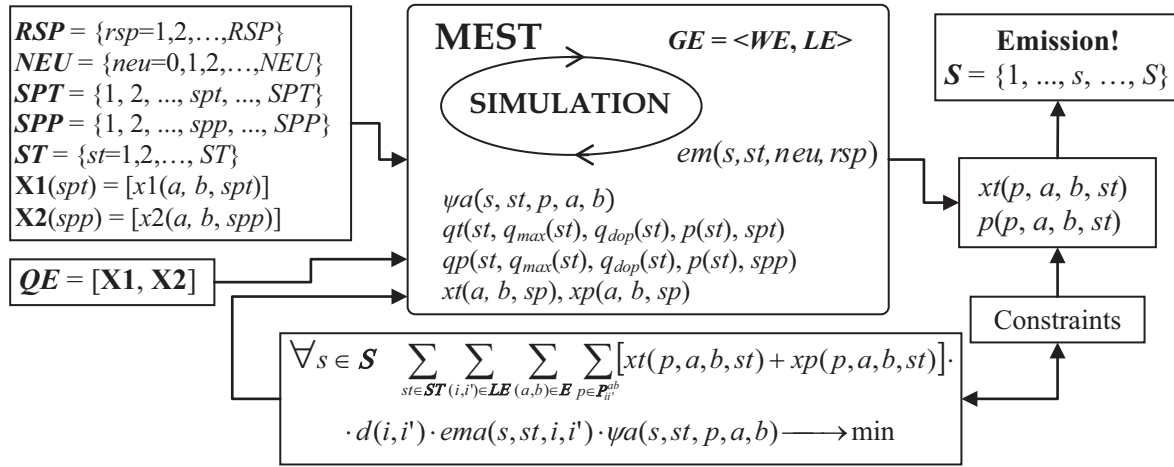 RSP = {rsp=1,2,…,RSP}
NEU = {neu=0,1,2,…,NEU}
SPT = {1, 2, ..., spt, ..., SPT}
SPP = {1, 2, ..., spp, ..., SPP}
ST = {st=1,2,…, ST}
X1(spt) = [x1(a, b, spt)]
X2(spp) = [x2(a, b, spp)]
QE = [X1, X2]
MEST
GE = <WE, LE>
SIMULATION
em(s,st,neu,rsp)
ψa(s, st, p, a, b)
qt(st, qmax(st), qdop(st), p(st), spt)
qp(st, qmax(st), qdop(st), p(st), spp)
xt(a, b, sp), xp(a, b, sp)
Emission!
S = {1, ..., s, …, S}
xt(p, a, b, st)
p(p, a, b, st)
Constraints
∀s ∈ S ∑st∈ST ∑(i,i')∈LE ∑(a,b)∈E ∑p∈Pii'ab [xt(p,a,b,st) + xp(p,a,b,st)]·
·d(i,i')·ema(s,st,i,i')·ψa(s,st,p,a,b)⟶min